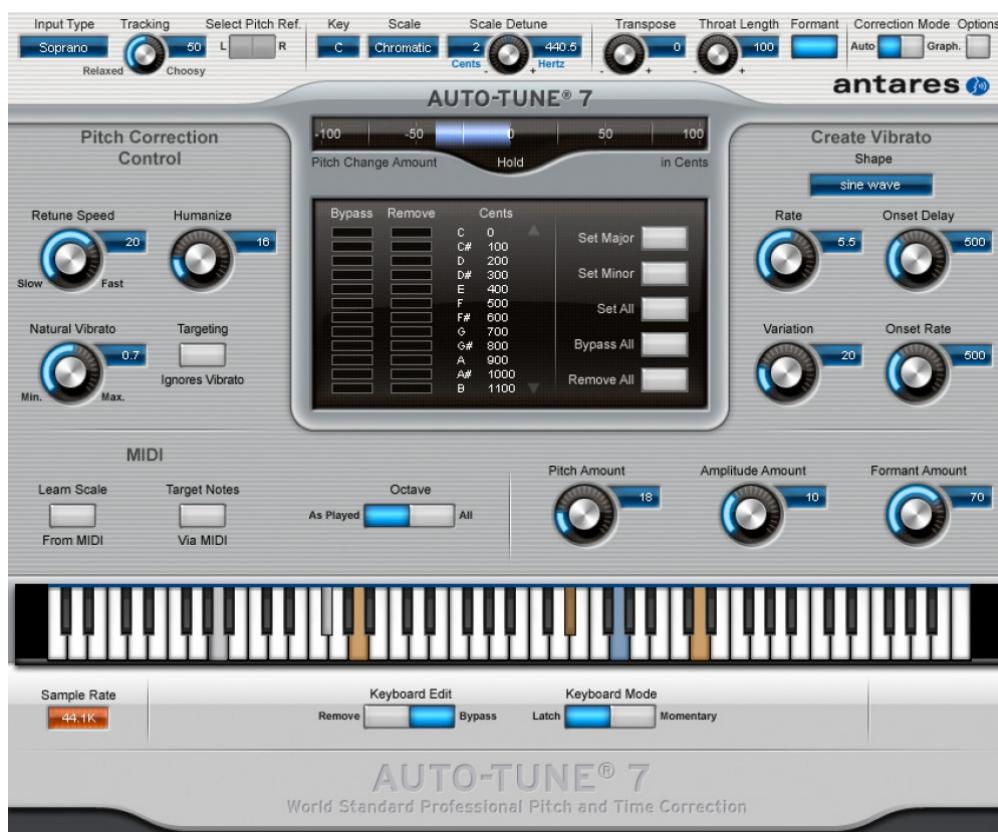 Input Type Tracking Select Pitch Ref. Key Scale Scale Detune Transpose Throat Length Formant Correction Mode Options
Soprano 50 L R C Chromatic 2 440.5 0 100 Auto Graph.
Cents - + Hertz - + - +
Relaxed Choosy
antares
AUTO-TUNE® 7
-100 -50 0 50 100
Pitch Change Amount Hold in Cents
Pitch Correction
Control
Retune Speed Humanize
20 16
Slow Fast
Natural Vibrato Targeting
0.7
Ignores Vibrato
Min. Max.
Bypass Remove Cents
C 0
C# 100
D 200
D# 300
E 400
F 500
F# 600
G 700
G# 800
A 900
A# 1000
B 1100
Set Major
Set Minor
Set All
Bypass All
Remove All
Create Vibrato
Shape
sine wave
Rate Onset Delay
5.5 500
Variation Onset Rate
20 500
MIDI
Learn Scale Target Notes Octave
As Played All
From MIDI Via MIDI
Pitch Amount Amplitude Amount Formant Amount
18 10 70
Sample Rate Keyboard Edit Keyboard Mode
44.1K Remove Bypass Latch Momentary
AUTO-TUNE® 7
World Standard Professional Pitch and Time Correction